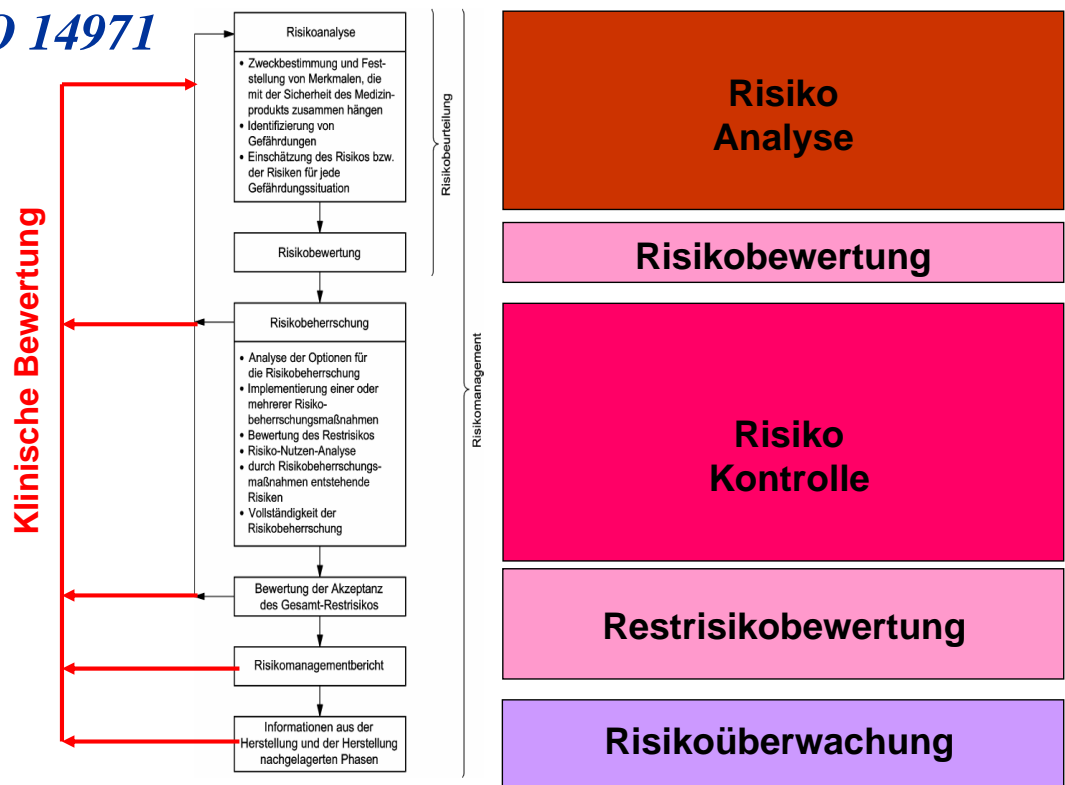 O 14971
Risikoanalyse
• Zweckbestimmung und Fest-
stellung von Merkmalen, die
mit der Sicherheit des Medizin-
produkts zusammen hängen
• Identifizierung von
Gefährdungen
• Einschätzung des Risikos bzw.
der Risiken für jede
Gefährdungssituation
Risikobewertung
Risikobeherrschung
• Analyse der Optionen für
die Risikobeherrschung
• Implementierung einer oder
mehrerer Risiko-
beherrschungsmaßnahmen
• Bewertung des Restrisikos
• Risiko-Nutzen-Analyse
• durch Risikobeherrschungs-
maßnahmen entstehende
Risiken
• Vollständigkeit der
Risikobeherrschung
Bewertung der Akzeptanz
des Gesamt-Restrisikos
Risikomanagementbericht
Informationen aus der
Herstellung und der Herstellung
nachgelagerten Phasen
Klinische Bewertung
Risikobeurteilung
Risikomanagement
Risiko
Analyse
Risikobewertung
Risiko
Kontrolle
Restrisikobewertung
Risikoüberwachung